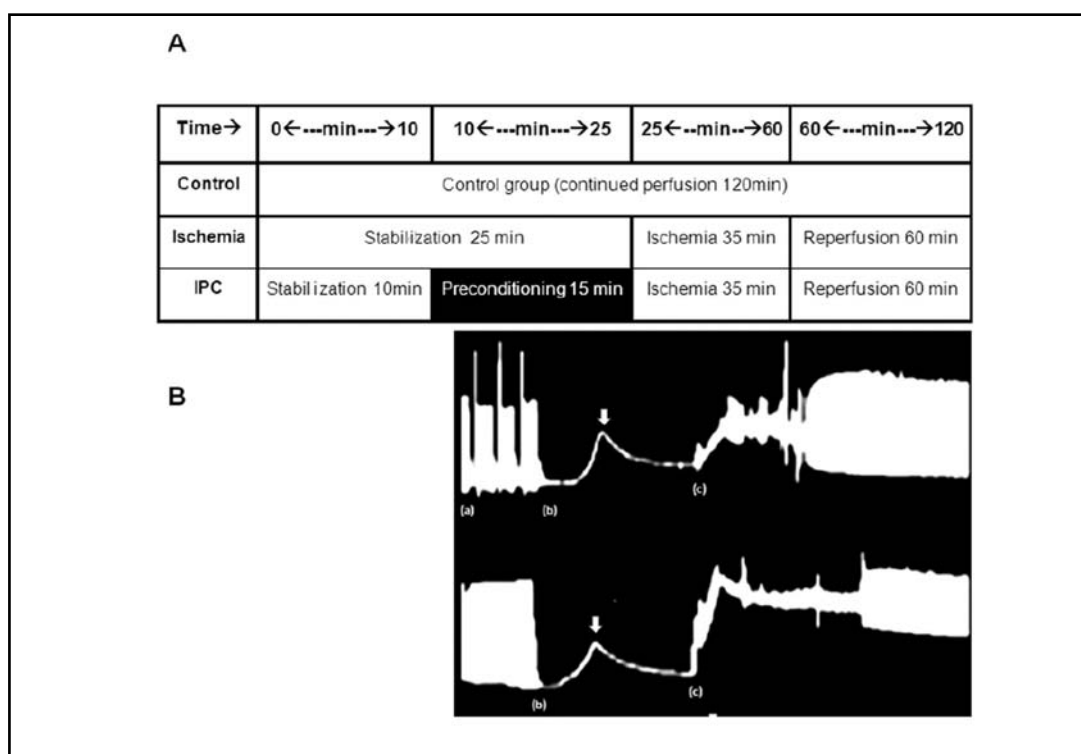 A
Time→ 0←---min---→10 10←---min---→25 25←---min--→60 60←---min---→120
Control Control group (continued perfusion 120min)
Ischemia Stabilization 25 min Ischemia 35 min Reperfusion 60 min
IPC Stabilization 10min Preconditioning 15 min Ischemia 35 min Reperfusion 60 min
B
(a) (b) (c)
(b) (c)